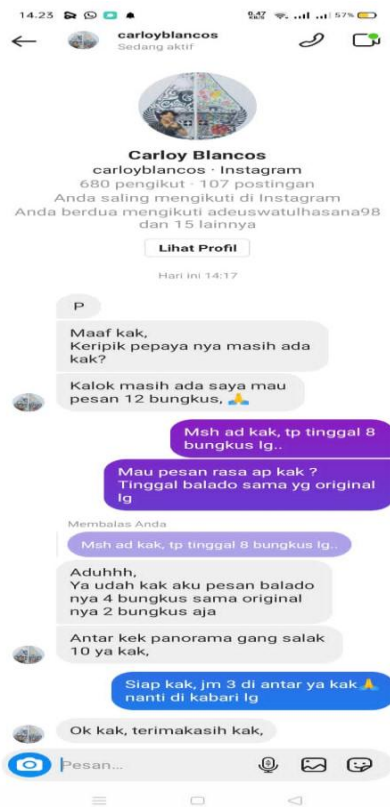 14.23
8,47
KB/S
57%
carloyblancos
Sedang aktif
Carloy Blancos
carloyblancos · Instagram
680 pengikut · 107 postingan
Anda saling mengikuti di Instagram
Anda berdua mengikuti adeuswatulhasana98
dan 15 lainnya
Lihat Profil
Hari ini 14:17
P
Maaf kak,
Keripik pepaya nya masih ada
kak?
Kalok masih ada saya mau
pesan 12 bungkus, 🙏
Msh ad kak, tp tinggal 8
bungkus lg..
Mau pesan rasa ap kak ?
Tinggal balado sama yg original
lg
Membalas Anda
Msh ad kak, tp tinggal 8 bungkus lg..
Aduhhh,
Ya udah kak aku pesan balado
nya 4 bungkus sama original
nya 2 bungkus aja
Antar kek panorama gang salak
10 ya kak,
Siap kak, jm 3 di antar ya kak🙏
nanti di kabari lg
Ok kak, terimakasih kak,
Pesan...